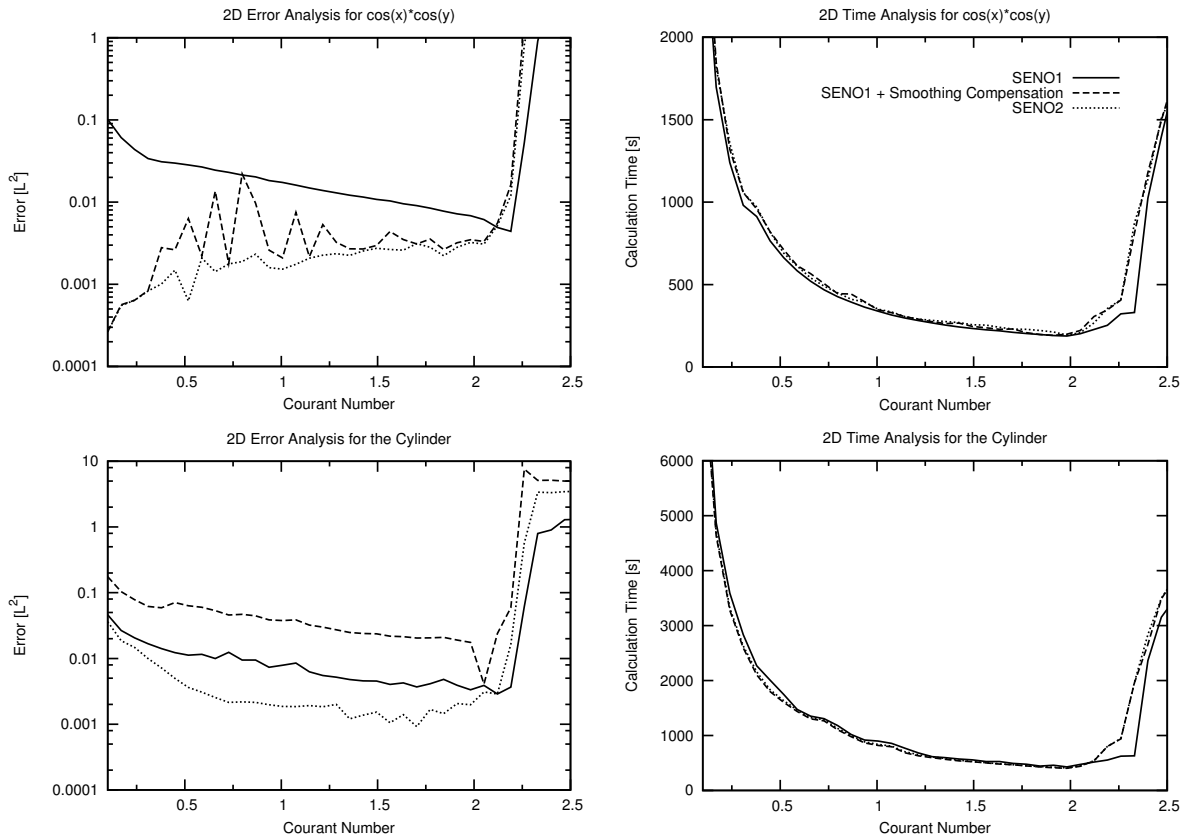 2D Error Analysis for cos(x)*cos(y)
1
0.1
0.01
0.001
0.0001
Error [L²]
0.5 1 1.5 2 2.5
Courant Number
2D Time Analysis for cos(x)*cos(y)
2000
1500
1000
500
0
Calculation Time [s]
SENO1
SENO1 + Smoothing Compensation
SENO2
0.5 1 1.5 2 2.5
Courant Number
2D Error Analysis for the Cylinder
10
1
0.1
0.01
0.001
0.0001
Error [L²]
0.5 1 1.5 2 2.5
Courant Number
2D Time Analysis for the Cylinder
6000
5000
4000
3000
2000
1000
0
Calculation Time [s]
0.5 1 1.5 2 2.5
Courant Number